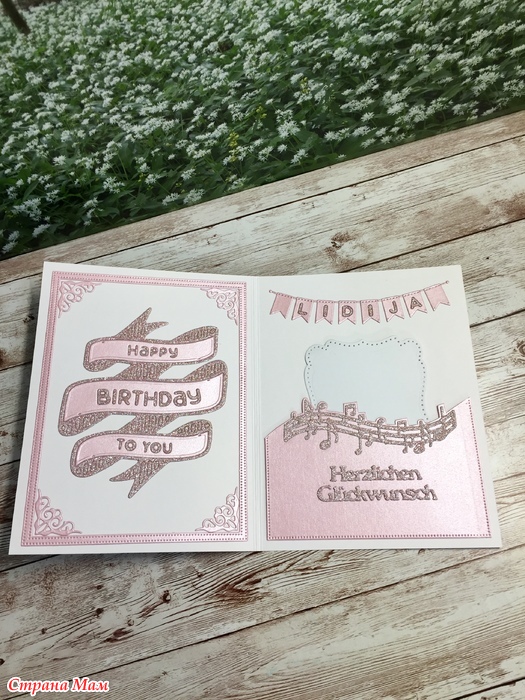 HAPPY
BIRTHDAY
TO YOU
LIDIJA
Herzlichen
Glückwunsch
Страна Мам